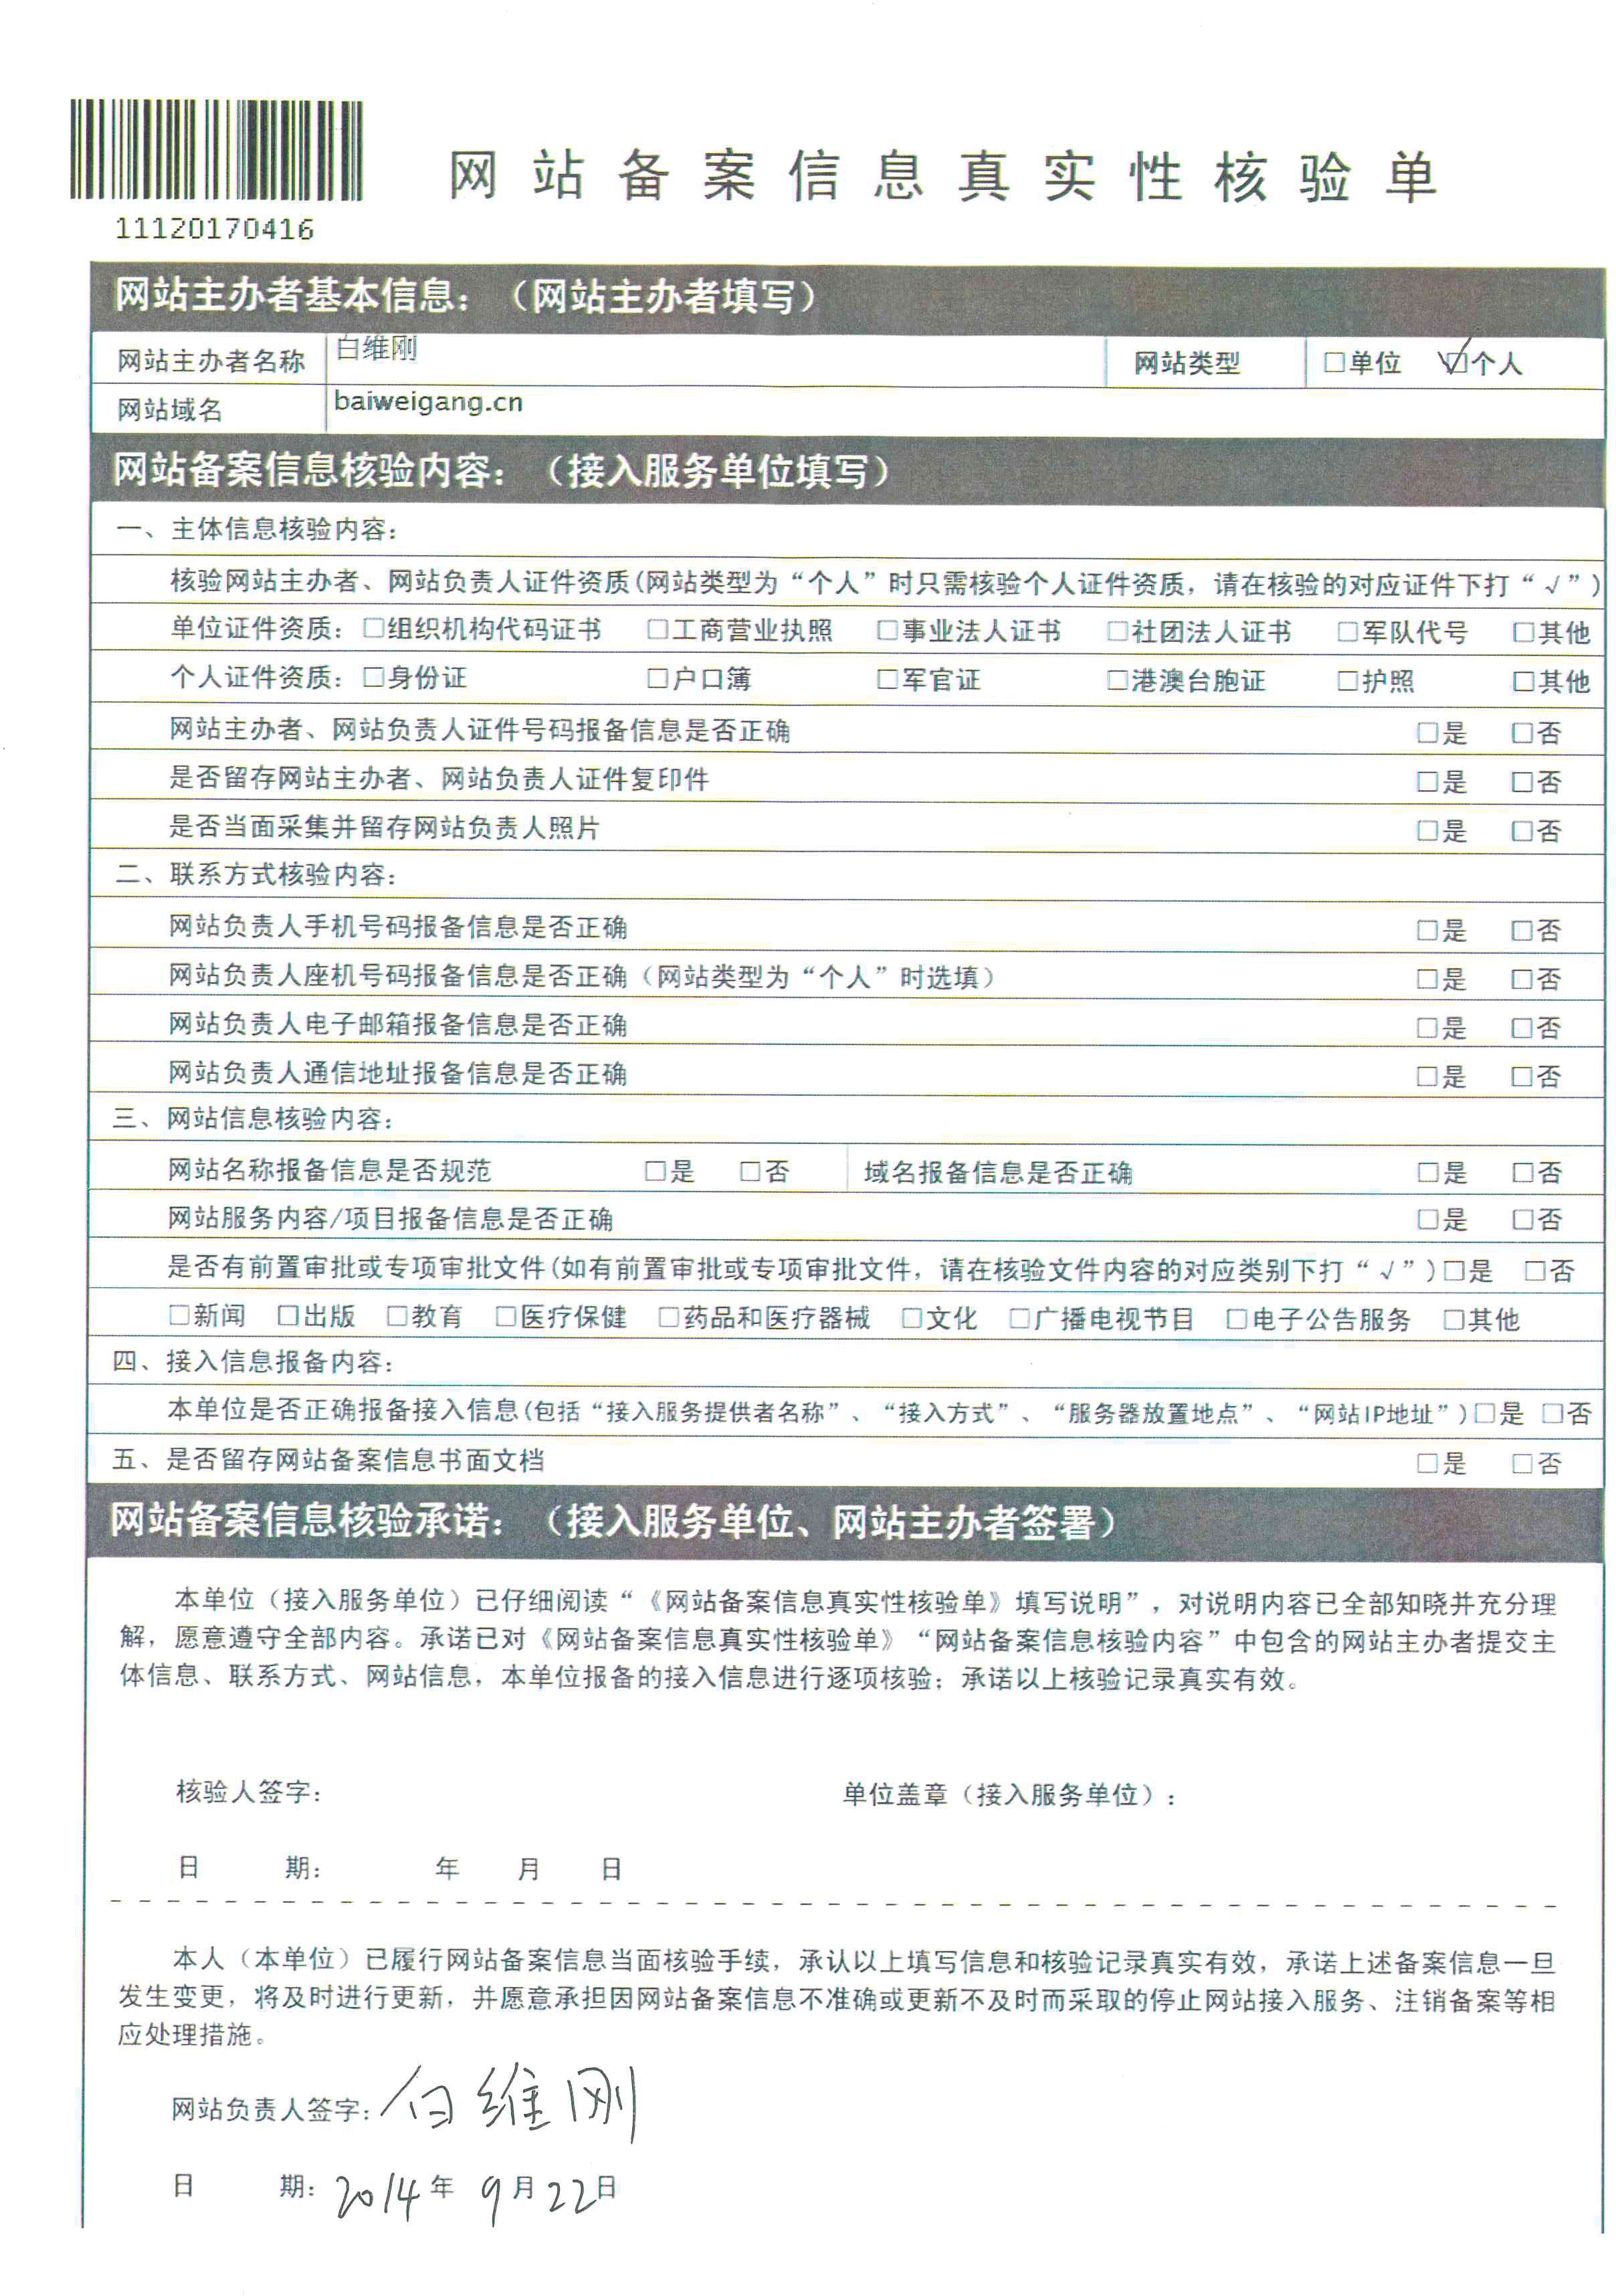 网站备案信息真实性核验单
11120170416
网站主办者基本信息：（网站主办者填写）
网站主办者名称 白维刚 网站类型 □单位 ☑个人
网站域名 baiweigang.cn
网站备案信息核验内容：（接入服务单位填写）
一、主体信息核验内容：
核验网站主办者、网站负责人证件资质(网站类型为“个人”时只需核验个人证件资质，请在核验的对应证件下打“√”)
单位证件资质：□组织机构代码证书 □工商营业执照 □事业法人证书 □社团法人证书 □军队代号 □其他
个人证件资质：□身份证 □户口簿 □军官证 □港澳台胞证 □护照 □其他
网站主办者、网站负责人证件号码报备信息是否正确 □是 □否
是否留存网站主办者、网站负责人证件复印件 □是 □否
是否当面采集并留存网站负责人照片 □是 □否
二、联系方式核验内容：
网站负责人手机号码报备信息是否正确 □是 □否
网站负责人座机号码报备信息是否正确（网站类型为“个人”时选填） □是 □否
网站负责人电子邮箱报备信息是否正确 □是 □否
网站负责人通信地址报备信息是否正确 □是 □否
三、网站信息核验内容：
网站名称报备信息是否规范 □是 □否 域名报备信息是否正确 □是 □否
网站服务内容/项目报备信息是否正确 □是 □否
是否有前置审批或专项审批文件(如有前置审批或专项审批文件，请在核验文件内容的对应类别下打“√”)□是 □否
□新闻 □出版 □教育 □医疗保健 □药品和医疗器械 □文化 □广播电视节目 □电子公告服务 □其他
四、接入信息报备内容：
本单位是否正确报备接入信息(包括“接入服务提供者名称”、“接入方式”、“服务器放置地点”、“网站IP地址”)□是 □否
五、是否留存网站备案信息书面文档 □是 □否
网站备案信息核验承诺：（接入服务单位、网站主办者签署）
本单位（接入服务单位）已仔细阅读“《网站备案信息真实性核验单》填写说明”，对说明内容已全部知晓并充分理
解，愿意遵守全部内容。承诺已对《网站备案信息真实性核验单》“网站备案信息核验内容”中包含的网站主办者提交主
体信息、联系方式、网站信息，本单位报备的接入信息进行逐项核验；承诺以上核验记录真实有效。
核验人签字： 单位盖章（接入服务单位）：
日 期： 年 月 日
本人（本单位）已履行网站备案信息当面核验手续，承认以上填写信息和核验记录真实有效，承诺上述备案信息一旦
发生变更，将及时进行更新，并愿意承担因网站备案信息不准确或更新不及时而采取的停止网站接入服务、注销备案等相
应处理措施。
网站负责人签字：白维刚
日 期：2014年 9月22日